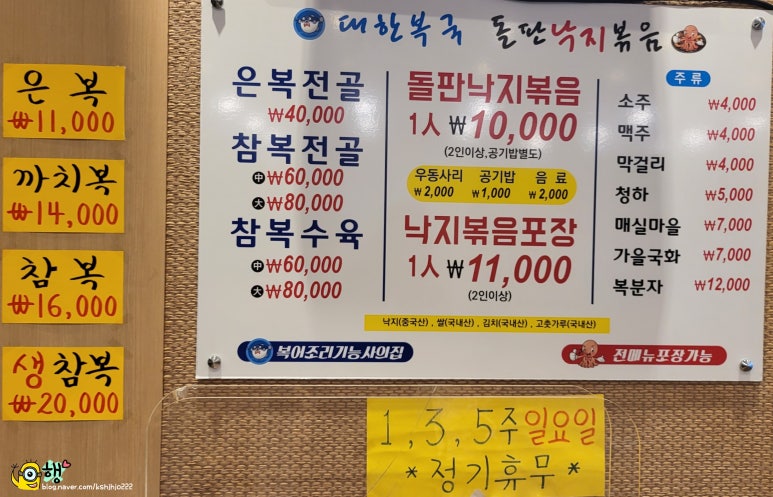 은 복
₩11,000
까치복
₩14,000
참 복
₩16,000
생참복
₩20,000
대한복국 돌판낙지볶음
은복전골
₩40,000
참복전골
中 ₩60,000
大 ₩80,000
참복수육
中 ₩60,000
大 ₩80,000
돌판낙지볶음
1人 ₩10,000
(2인이상,공기밥별도)
우동사리 공기밥 음 료
₩2,000 ₩1,000 ₩2,000
낙지볶음포장
1人 ₩11,000
(2인이상)
주 류
소주 ₩4,000
맥주 ₩4,000
막걸리 ₩4,000
청하 ₩5,000
매실마을 ₩7,000
가을국화 ₩7,000
복분자 ₩12,000
낙지(중국산) , 쌀(국내산) , 김치(국내산) , 고춧가루(국내산)
복어조리기능사의집
전메뉴포장가능
1,3,5주 일요일
*정기휴무*
행
blog.naver.com/kshjhjo222